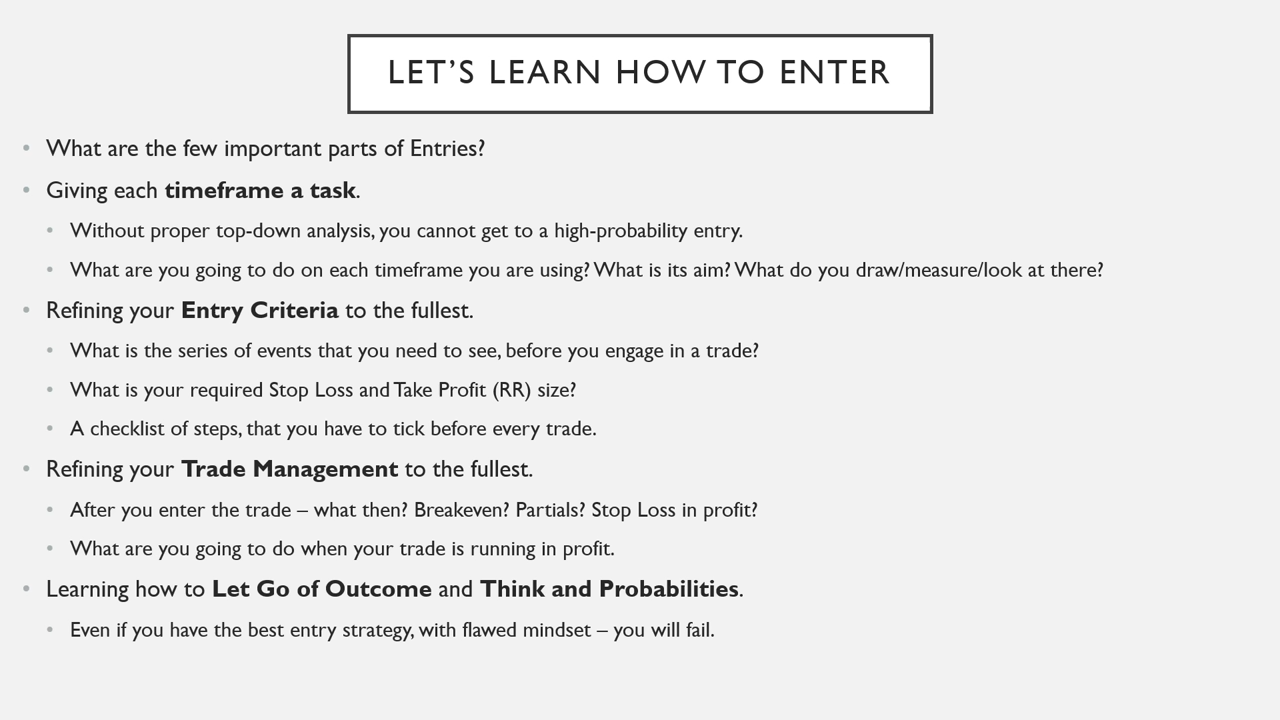 LET’S LEARN HOW TO ENTER
• What are the few important parts of Entries?
• Giving each timeframe a task.
• Without proper top-down analysis, you cannot get to a high-probability entry.
• What are you going to do on each timeframe you are using? What is its aim? What do you draw/measure/look at there?
• Refining your Entry Criteria to the fullest.
• What is the series of events that you need to see, before you engage in a trade?
• What is your required Stop Loss and Take Profit (RR) size?
• A checklist of steps, that you have to tick before every trade.
• Refining your Trade Management to the fullest.
• After you enter the trade – what then? Breakeven? Partials? Stop Loss in profit?
• What are you going to do when your trade is running in profit.
• Learning how to Let Go of Outcome and Think and Probabilities.
• Even if you have the best entry strategy, with flawed mindset – you will fail.